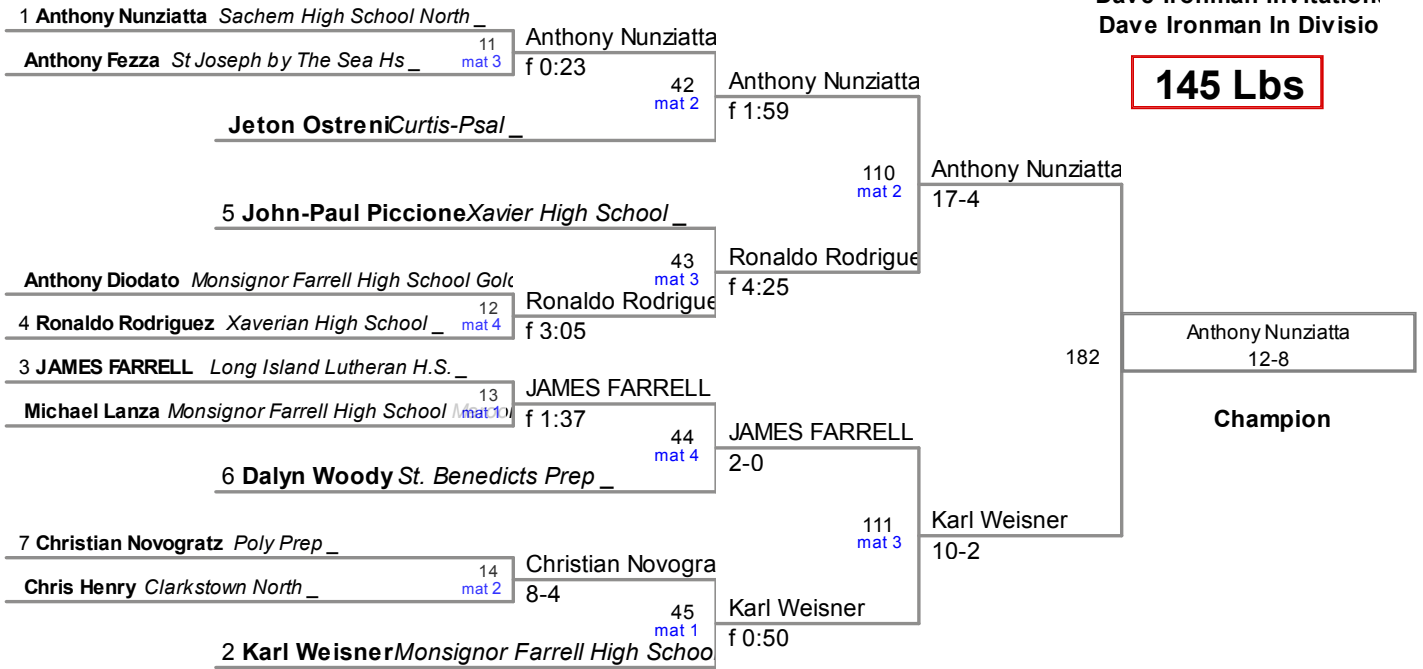 Dave Ironman In Divisio
145 Lbs
1 Anthony Nunziatta Sachem High School North _
11
mat 3
Anthony Fezza St Joseph by The Sea Hs _
Anthony Nunziatta
f 0:23
42
mat 2
Jeton Ostreni Curtis-Psal _
Anthony Nunziatta
f 1:59
110
mat 2
5 John-Paul Piccione Xavier High School _
43
mat 3
Anthony Diodato Monsignor Farrell High School Gold
12
mat 4
4 Ronaldo Rodriguez Xaverian High School _
Ronaldo Rodrigue
f 3:05
Ronaldo Rodrigue
f 4:25
Anthony Nunziatta
17-4
182
3 JAMES FARRELL Long Island Lutheran H.S. _
13
mat 1
Michael Lanza Monsignor Farrell High School
JAMES FARRELL
f 1:37
44
mat 4
6 Dalyn Woody St. Benedicts Prep _
JAMES FARRELL
2-0
111
mat 3
7 Christian Novogratz Poly Prep _
14
mat 2
Chris Henry Clarkstown North _
Christian Novogra
8-4
45
mat 1
2 Karl Weisner Monsignor Farrell High School
Karl Weisner
f 0:50
Karl Weisner
10-2
Anthony Nunziatta
12-8
Champion